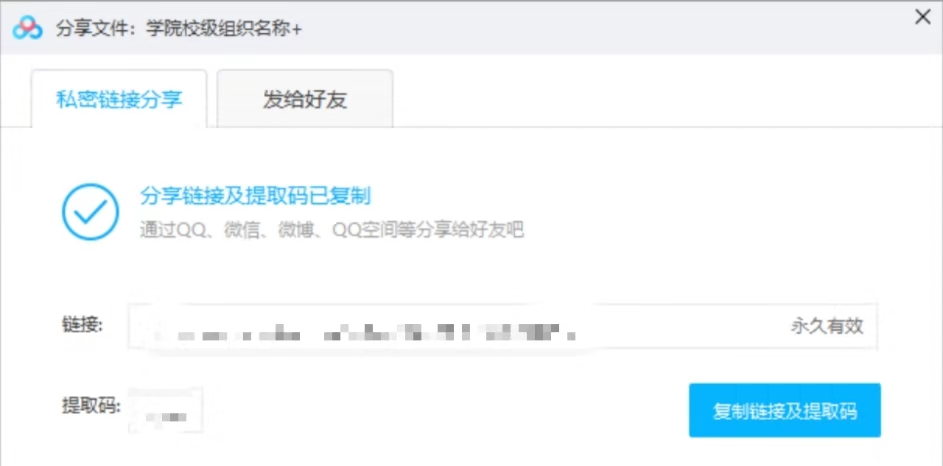 分享文件：学院校级组织名称+
私密链接分享
发给好友
分享链接及提取码已复制
通过QQ、微信、微博、QQ空间等分享给好友吧
链接:
永久有效
提取码:
复制链接及提取码